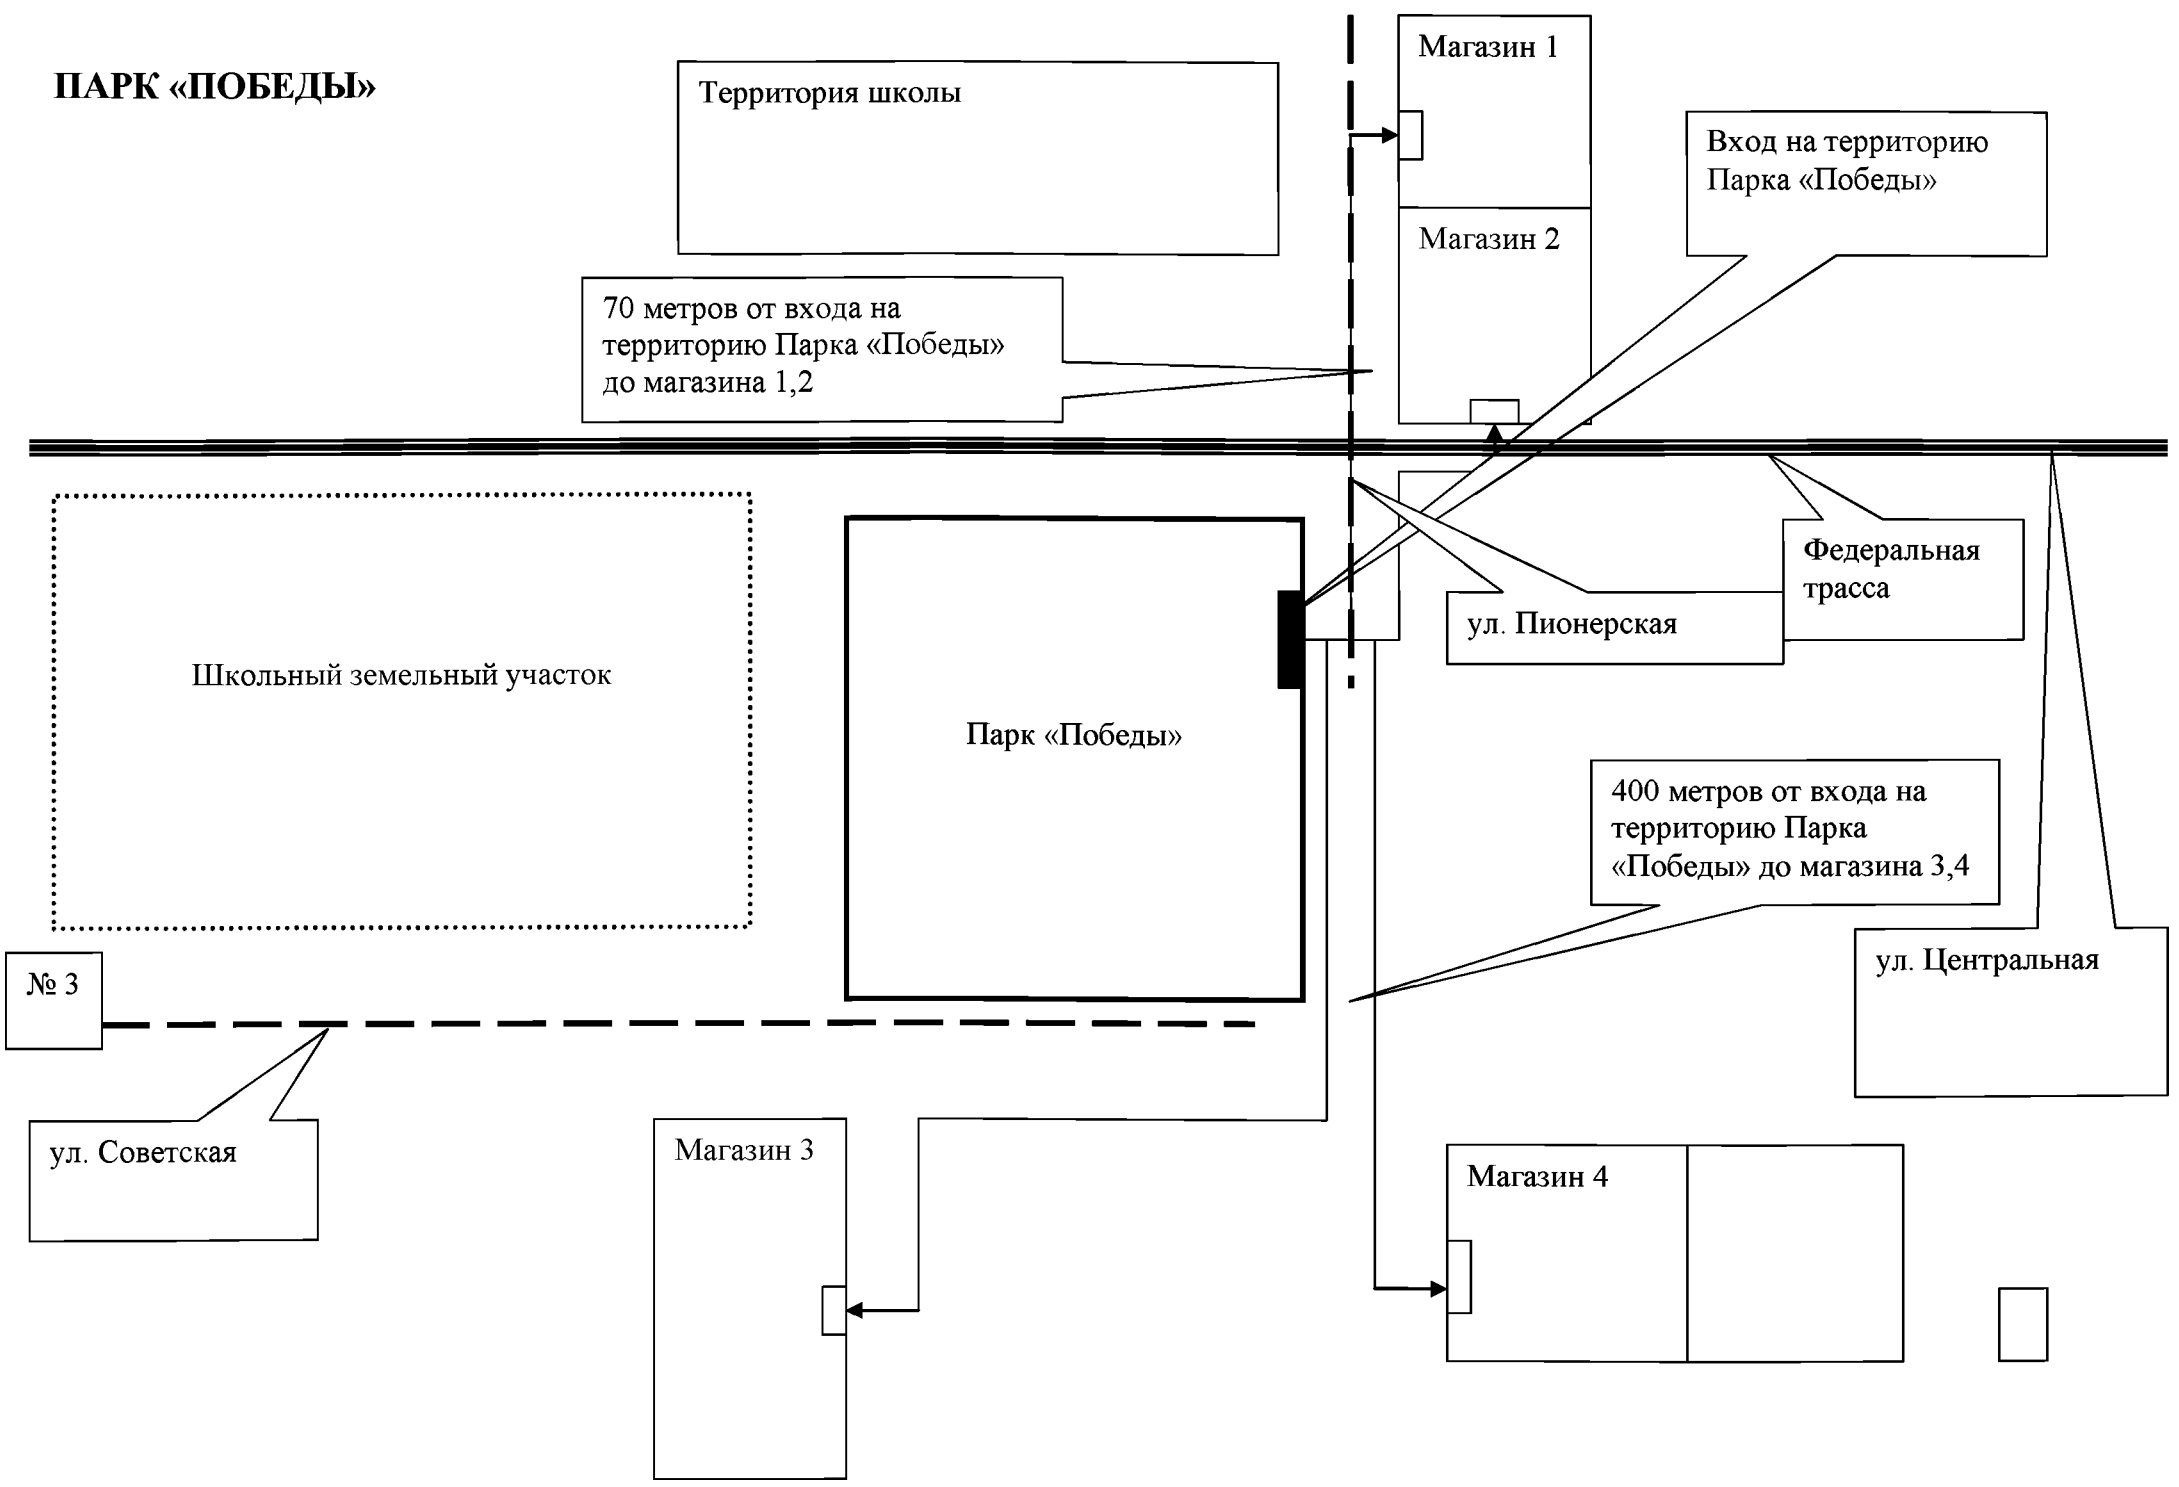 ПАРК «ПОБЕДЫ»
Территория школы
Магазин 1
Вход на территорию
Парка «Победы»
Магазин 2
70 метров от входа на
территорию Парка «Победы»
до магазина 1,2
Федеральная
трасса
ул. Пионерская
Школьный земельный участок
Парк «Победы»
400 метров от входа на
территорию Парка
«Победы» до магазина 3,4
ул. Центральная
№ 3
ул. Советская
Магазин 3
Магазин 4